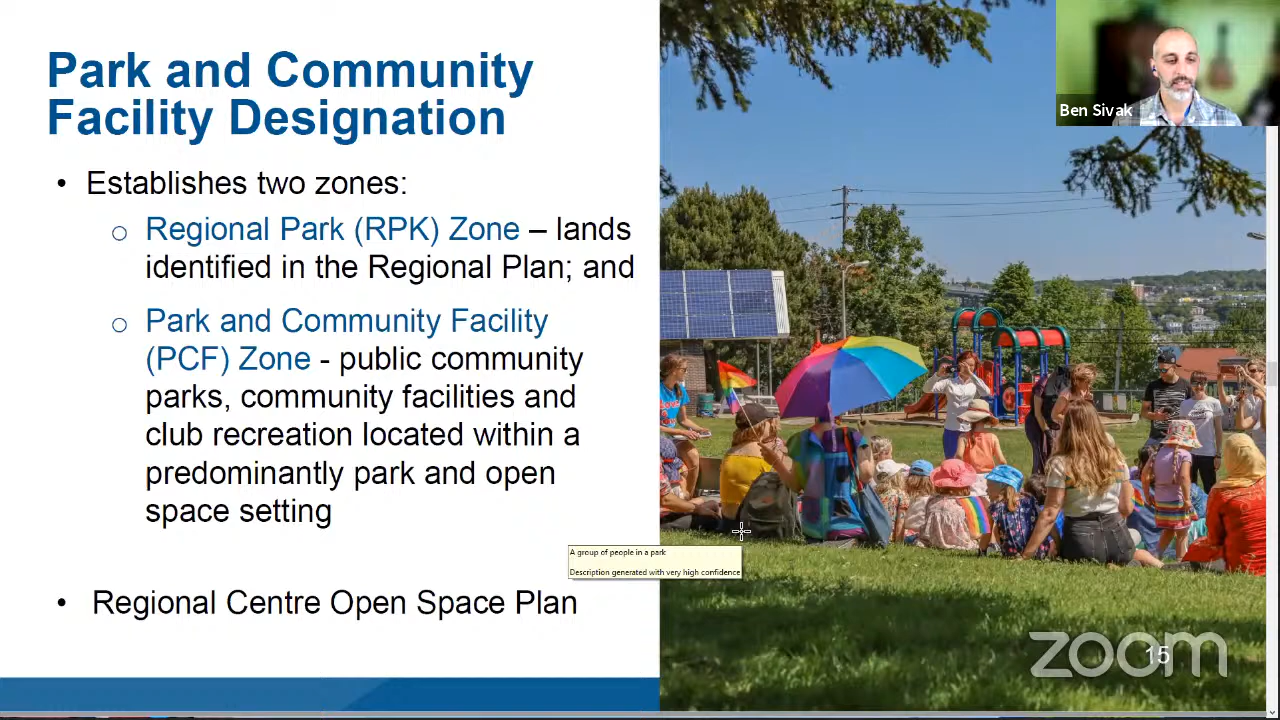 Park and Community
Facility Designation
• Establishes two zones:
o Regional Park (RPK) Zone – lands
identified in the Regional Plan; and
o Park and Community Facility
(PCF) Zone - public community
parks, community facilities and
club recreation located within a
predominantly park and open
space setting
• Regional Centre Open Space Plan
Ben Sivak
A group of people in a park
Description generated with very high confidence
15
zoom